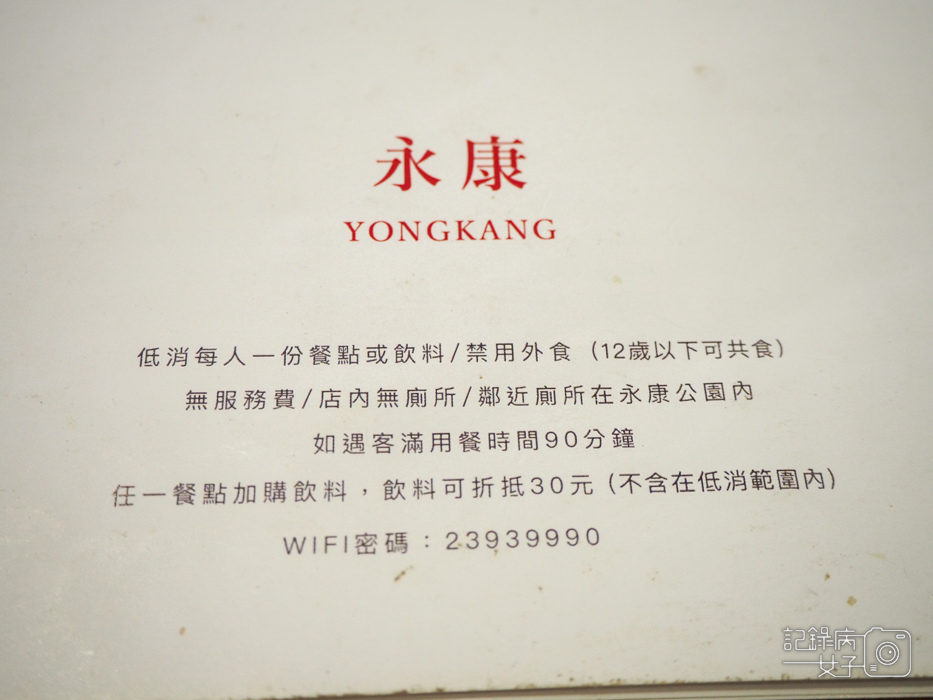 永康
YONGKANG
低消每人一份餐點或飲料/禁用外食（12歲以下可共食）
無服務費/店內無廁所/鄰近廁所在永康公園內
如遇客滿用餐時間90分鐘
任一餐點加購飲料，飲料可折抵30元（不含在低消範圍內）
WIFI密碼：23939990
記錄病
女子